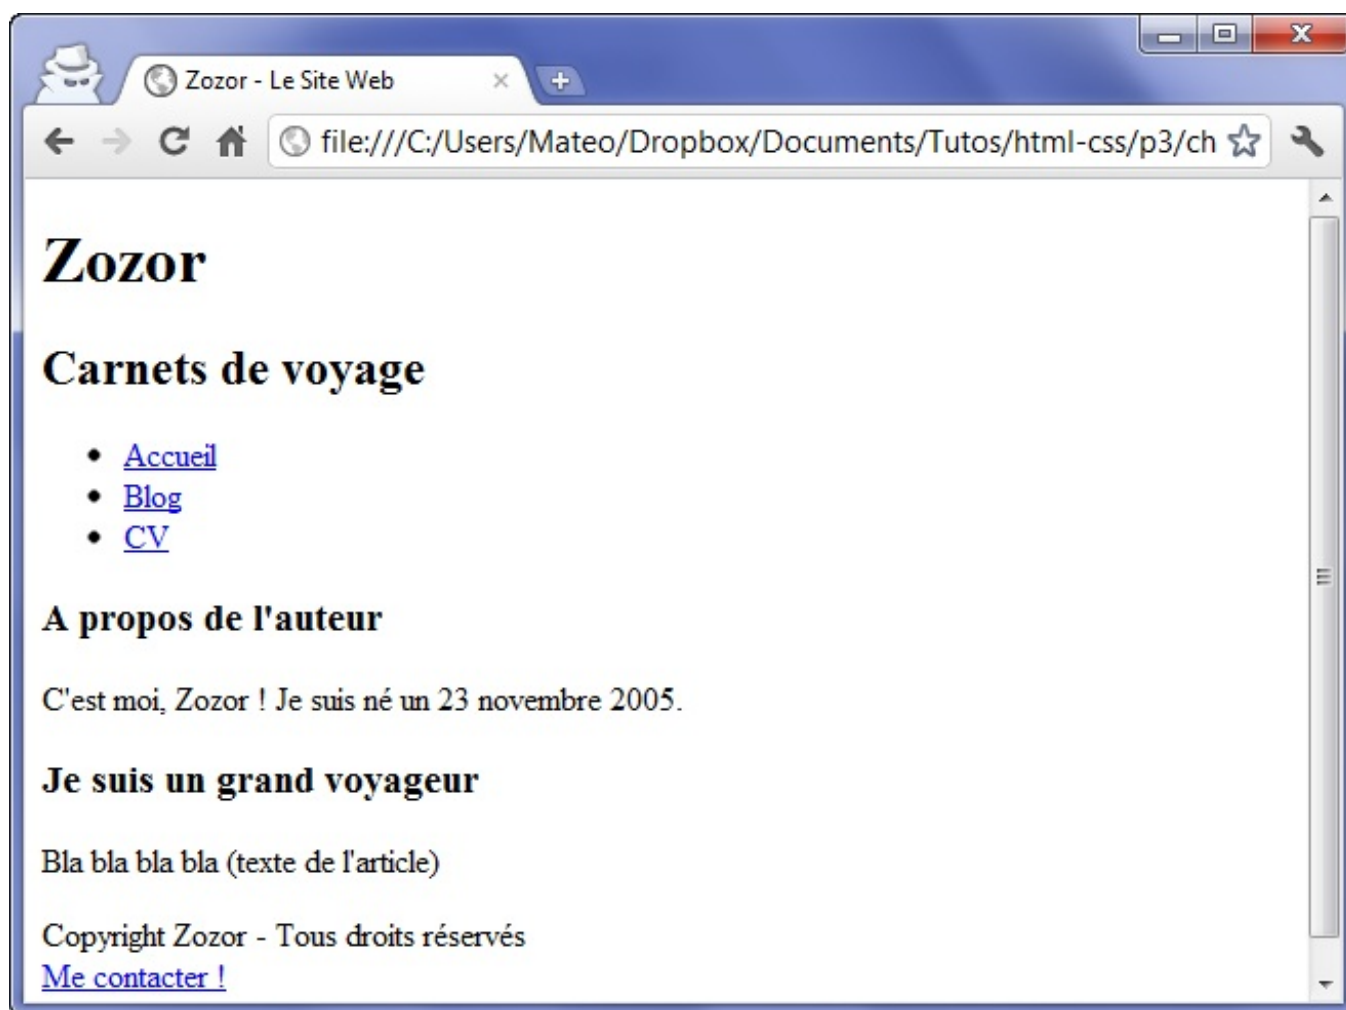 Zozor - Le Site Web
file:///C:/Users/Mateo/Dropbox/Documents/Tutos/html-css/p3/ch
Zozor
Carnets de voyage
Accueil
Blog
CV
A propos de l'auteur
C'est moi, Zozor ! Je suis né un 23 novembre 2005.
Je suis un grand voyageur
Bla bla bla bla (texte de l'article)
Copyright Zozor - Tous droits réservés
Me contacter !